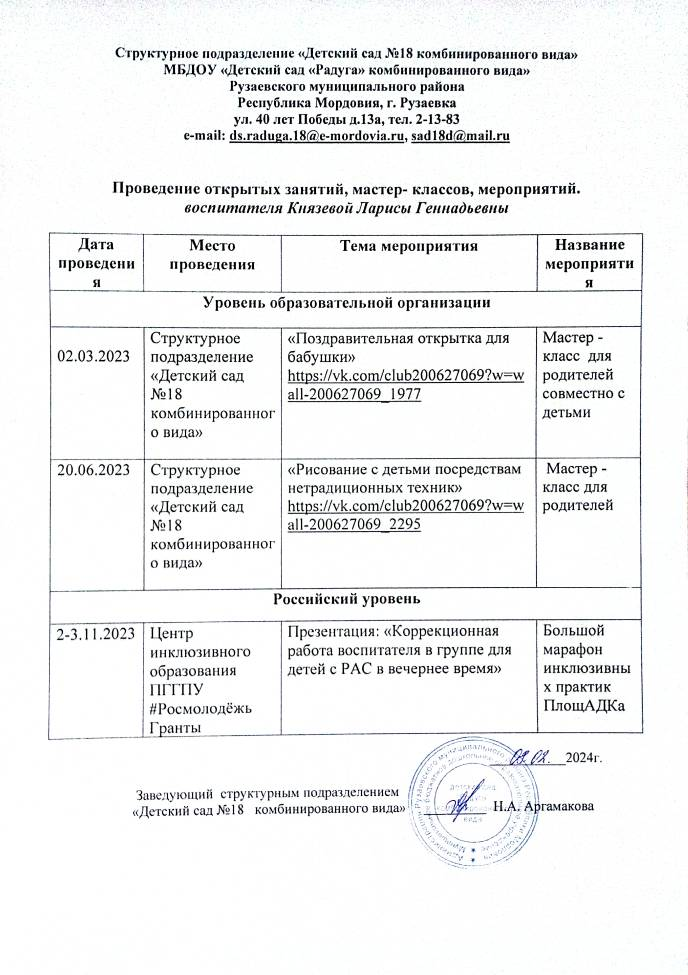 Структурное подразделение «Детский сад №18 комбинированного вида»
МБДОУ «Детский сад «Радуга» комбинированного вида»
Рузаевского муниципального района
Республика Мордовия, г. Рузаевка
ул. 40 лет Победы д.13а, тел. 2-13-83
e-mail: ds.raduga.18@e-mordovia.ru, sad18d@mail.ru
Проведение открытых занятий, мастер- классов, мероприятий.
воспитателя Князевой Ларисы Геннадьевны
Дата
проведени
я
Место
проведения
Тема мероприятия
Название
мероприяти
я
Уровень образовательной организации
02.03.2023
Структурное
подразделение
«Детский сад
№18
комбинированног
о вида»
«Поздравительная открытка для
бабушки»
https://vk.com/club200627069?w=w
all-200627069_1977
Мастер -
класс для
родителей
совместно с
детьми
20.06.2023
Структурное
подразделение
«Детский сад
№18
комбинированног
о вида»
«Рисование с детьми посредствам
нетрадиционных техник»
https://vk.com/club200627069?w=w
all-200627069_2295
Мастер -
класс для
родителей
Российский уровень
2-3.11.2023
Центр
инклюзивного
образования
ПГГПУ
#Росмолодёжь
Гранты
Презентация: «Коррекционная
работа воспитателя в группе для
детей с РАС в вечернее время»
Большой
марафон
инклюзивны
х практик
ПлощАДКа
09.02. 2024г.
Заведующий структурным подразделением
«Детский сад №18 комбинированного вида» Н.А. Аргамакова